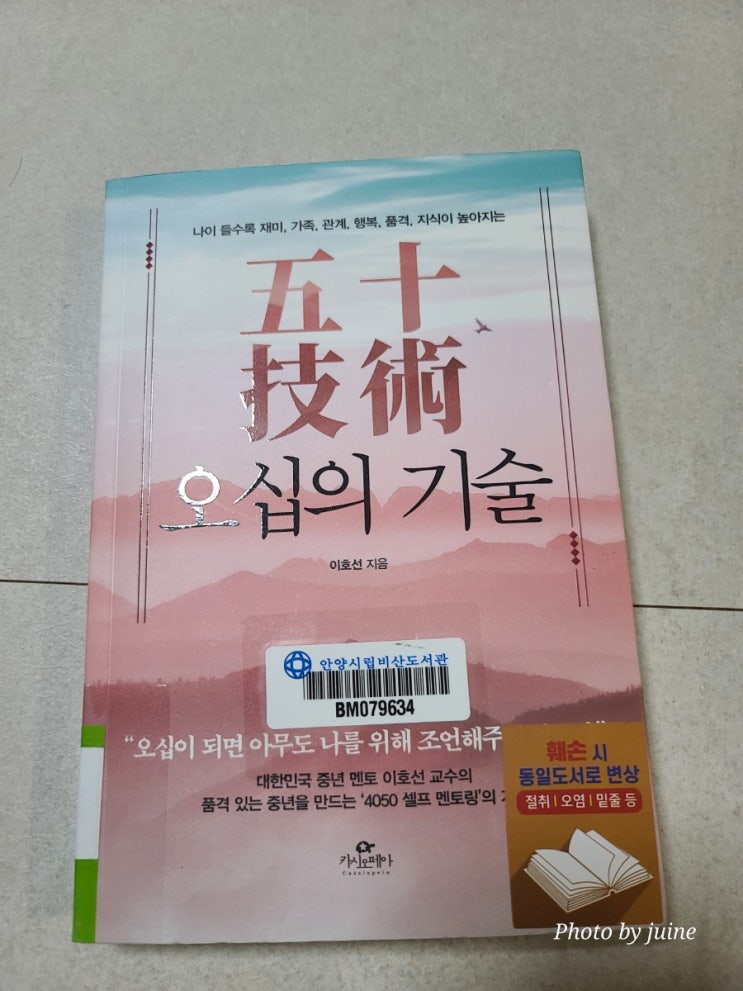 나이 들수록 재미, 가족, 관계, 행복, 품격, 지식이 높아지는
五十
技術
오십의 기술
이호선 지음
안양시립비산도서관
BM079634
“오십이 되면 아무도 나를 위해 조언해주
대한민국 중년 멘토 이호선 교수의
품격 있는 중년을 만드는 ‘4050 셀프 멘토링’의
훼손 시
동일도서로 변상
절취 | 오염 | 밑줄 등
카시오페아
Cassiopeia
Photo by juine